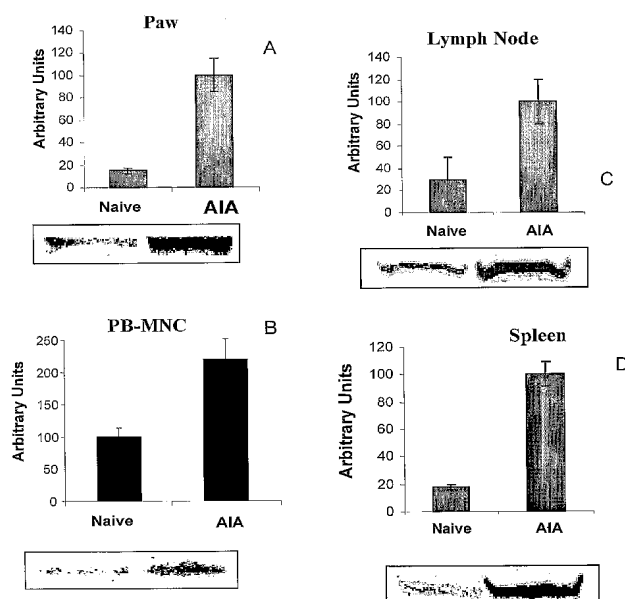 Paw
A
Arbitrary Units
140
120
100
80
60
40
20
0
Naive
AIA
Lymph Node
C
Arbitrary Units
140
120
100
80
60
40
20
0
Naive
AIA
PB-MNC
B
Arbitrary Units
250
200
150
100
50
0
Naive
AIA
Spleen
D
Arbitrary Units
120
100
80
60
40
20
0
Naive
AIA